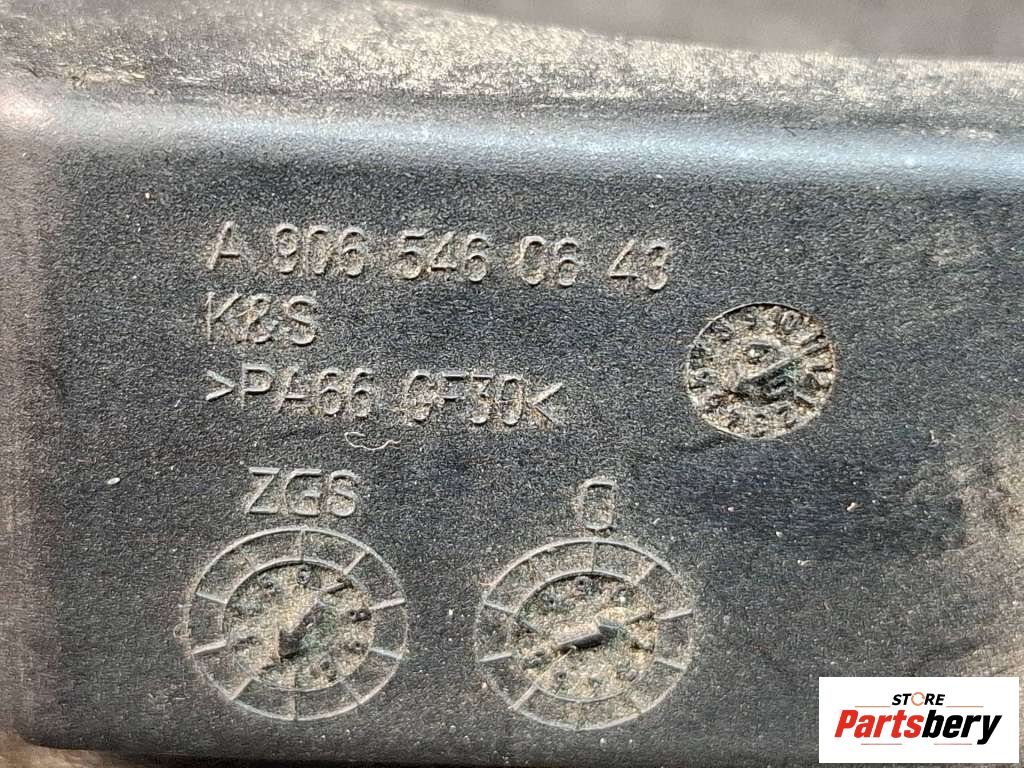 A 906 546 06 43
K&S
>PA66 GF30<
ZGS
STORE
Partsbery